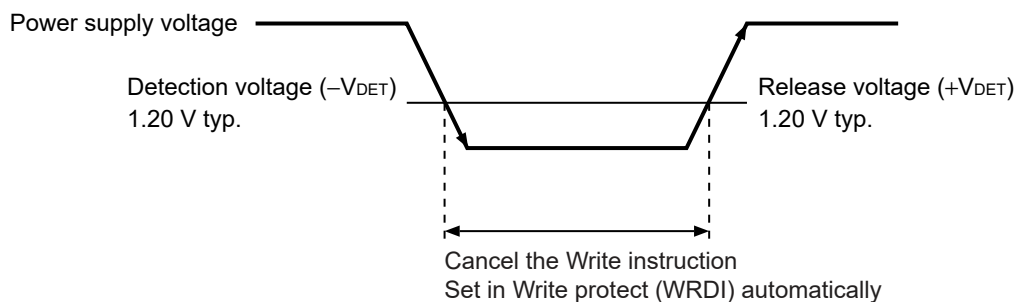 Power supply voltage
Detection voltage (−VDET)
1.20 V typ.
Release voltage (+VDET)
1.20 V typ.
Cancel the Write instruction
Set in Write protect (WRDI) automatically